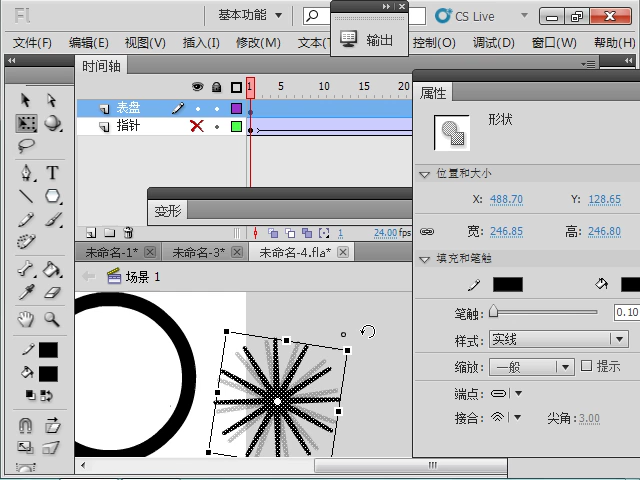 Fl
基本功能
CS Live
文件(F) 编辑(E) 视图(V) 插入(I) 修改(M) 文本(T 控制(O) 调试(D) 窗口(W) 帮助(H)
输出
时间轴
1 5 10 15 20
表盘
指针
变形
1 24.00 fps
未命名-1* 未命名-3* 未命名-4.fla*
场景 1
属性
形状
位置和大小
X: 488.70 Y: 128.65
宽: 246.85 高: 246.80
填充和笔触
笔触: 0.10
样式: 实线
缩放: 一般 提示
端点:
接合: 尖角: 3.00